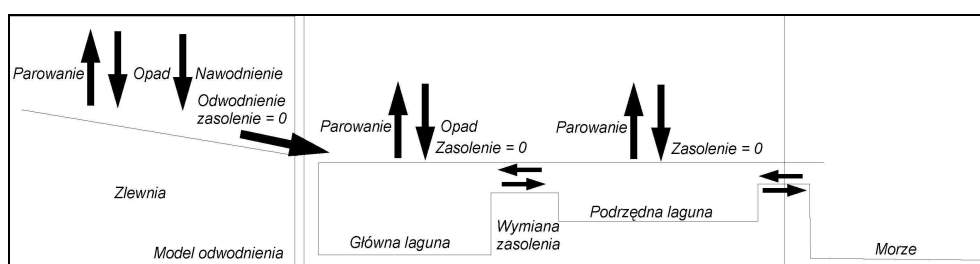 Parowanie
Opad
Nawodnienie
Odwodnienie
zasolenie = 0
Zlewnia
Model odwodnienia
Parowanie
Opad
Zasolenie = 0
Główna laguna
Wymiana
zasolenia
Parowanie
Zasolenie = 0
Podrzędna laguna
Morze